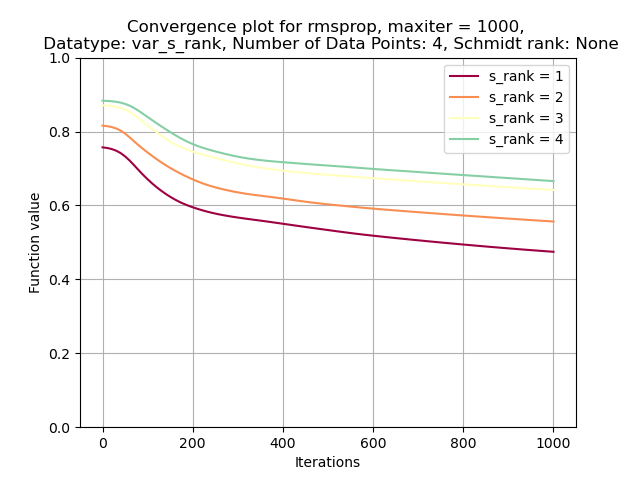 Convergence plot for rmsprop, maxiter = 1000,
Datatype: var_s_rank, Number of Data Points: 4, Schmidt rank: None
s_rank = 1
s_rank = 2
s_rank = 3
s_rank = 4
1.0
0.8
0.6
0.4
0.2
0.0
Function value
0 200 400 600 800 1000
Iterations